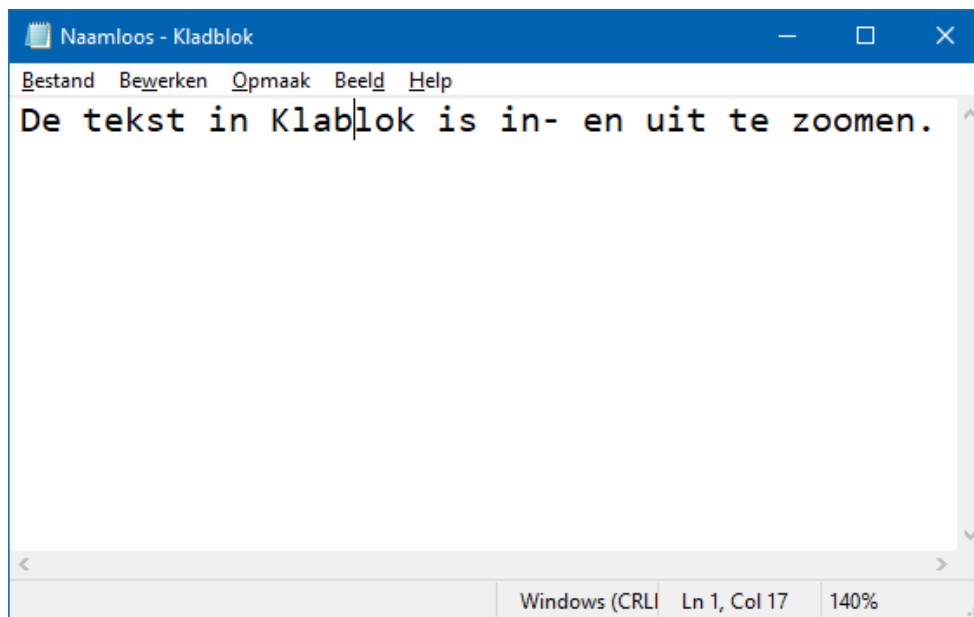 Naamloos - Kladblok
Bestand Bewerken Opmaak Beeld Help
De tekst in Klablok is in- en uit te zoomen.
Windows (CRLI Ln 1, Col 17 140%